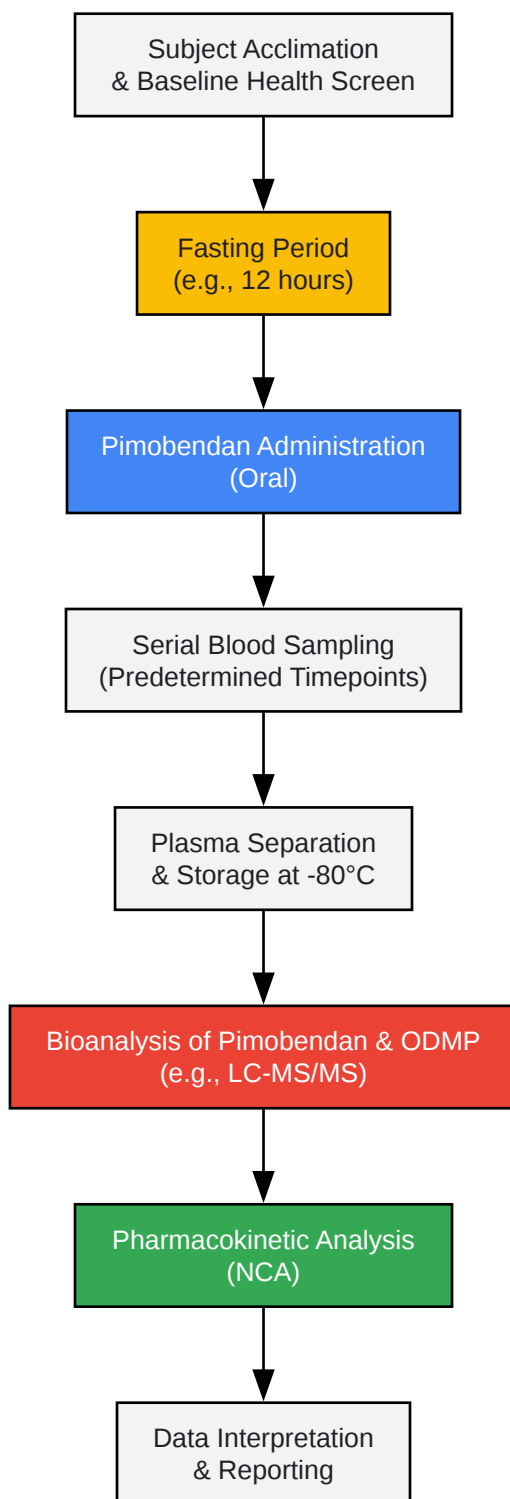 Subject Acclimation
& Baseline Health Screen
Fasting Period
(e.g., 12 hours)
Pimobendan Administration
(Oral)
Serial Blood Sampling
(Predetermined Timepoints)
Plasma Separation
& Storage at -80°C
Bioanalysis of Pimobendan & ODMP
(e.g., LC-MS/MS)
Pharmacokinetic Analysis
(NCA)
Data Interpretation
& Reporting